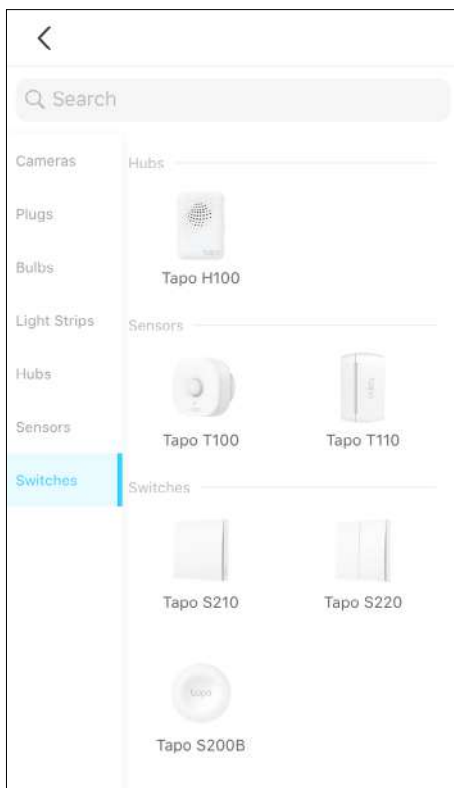 Search
Cameras
Plugs
Bulbs
Light Strips
Hubs
Sensors
Switches
Hubs
Tapo H100
Sensors
Tapo T100
Tapo T110
Switches
Tapo S210
Tapo S220
tapo
Tapo S200B